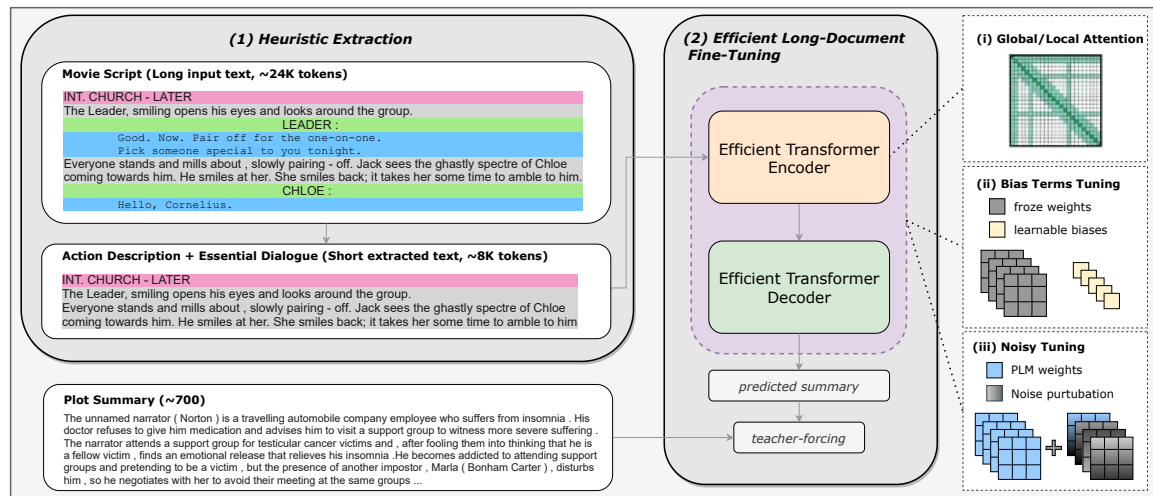 (1) Heuristic Extraction
Movie Script (Long input text, ~24K tokens)
INT. CHURCH - LATER
The Leader, smiling opens his eyes and looks around the group.
LEADER :
Good. Now. Pair off for the one-on-one.
Pick someone special to you tonight.
Everyone stands and mills about , slowly pairing - off. Jack sees the ghastly spectre of Chloe
coming towards him. He smiles at her. She smiles back; it takes her some time to amble to him.
CHLOE :
Hello, Cornelius.
Action Description + Essential Dialogue (Short extracted text, ~8K tokens)
INT. CHURCH - LATER
The Leader, smiling opens his eyes and looks around the group.
Everyone stands and mills about , slowly pairing - off. Jack sees the ghastly spectre of Chloe
coming towards him. He smiles at her. She smiles back; it takes her some time to amble to him
Plot Summary (~700)
The unnamed narrator ( Norton ) is a travelling automobile company employee who suffers from insomnia . His
doctor refuses to give him medication and advises him to visit a support group to witness more severe suffering .
The narrator attends a support group for testicular cancer victims and , after fooling them into thinking that he is
a fellow victim , finds an emotional release that relieves his insomnia .He becomes addicted to attending support
groups and pretending to be a victim , but the presence of another impostor , Marla ( Bonham Carter ) , disturbs
him , so he negotiates with her to avoid their meeting at the same groups ...
(2) Efficient Long-Document
Fine-Tuning
Efficient Transformer
Encoder
Efficient Transformer
Decoder
predicted summary
teacher-forcing
(i) Global/Local Attention
(ii) Bias Terms Tuning
froze weights
learnable biases
(iii) Noisy Tuning
PLM weights
Noise purtubation